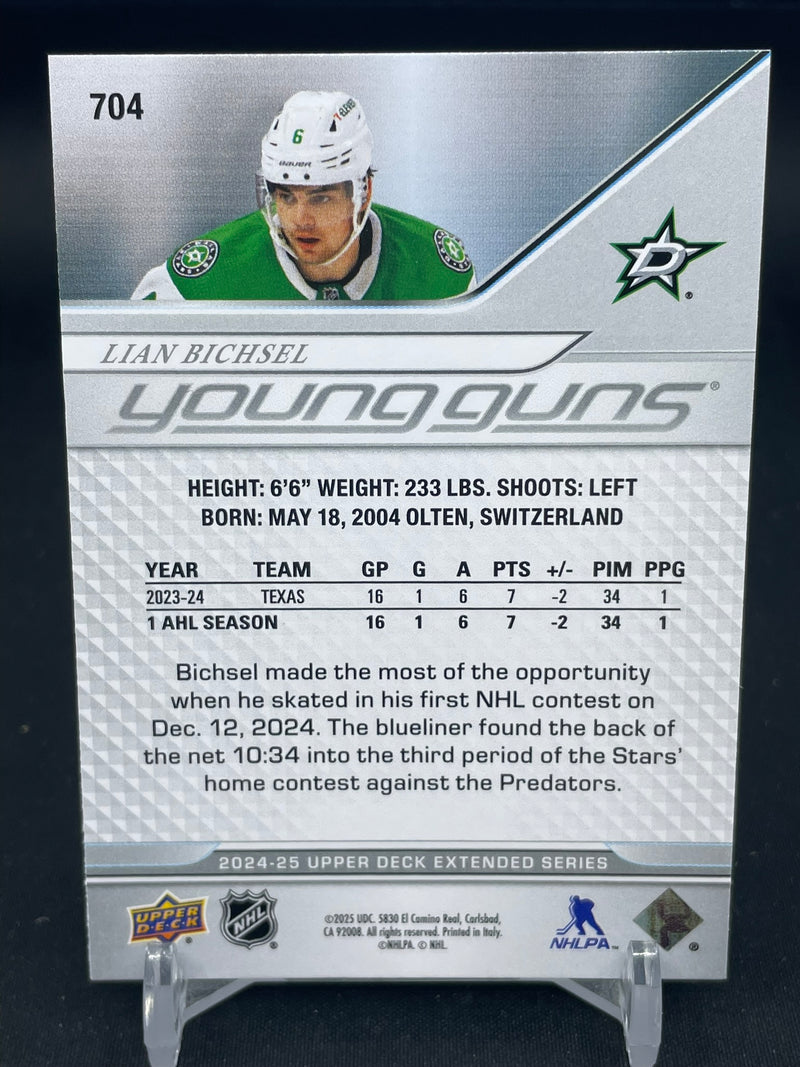 704
7-ELEVEN
6
BAUER
D
LIAN BICHSEL
young guns®
HEIGHT: 6'6" WEIGHT: 233 LBS. SHOOTS: LEFT
BORN: MAY 18, 2004 OLTEN, SWITZERLAND
YEAR TEAM GP G A PTS +/- PIM PPG
2023-24 TEXAS 16 1 6 7 -2 34 1
1 AHL SEASON 16 1 6 7 -2 34 1
Bichsel made the most of the opportunity
when he skated in his first NHL contest on
Dec. 12, 2024. The blueliner found the back of
the net 10:34 into the third period of the Stars'
home contest against the Predators.
2024-25 UPPER DECK EXTENDED SERIES
UPPER
D·E·C·K®
NHL®
©2025 UDC. 5830 El Camino Real, Carlsbad,
CA 92008. All rights reserved. Printed in Italy.
©NHLPA. © NHL.
NHLPA™
®